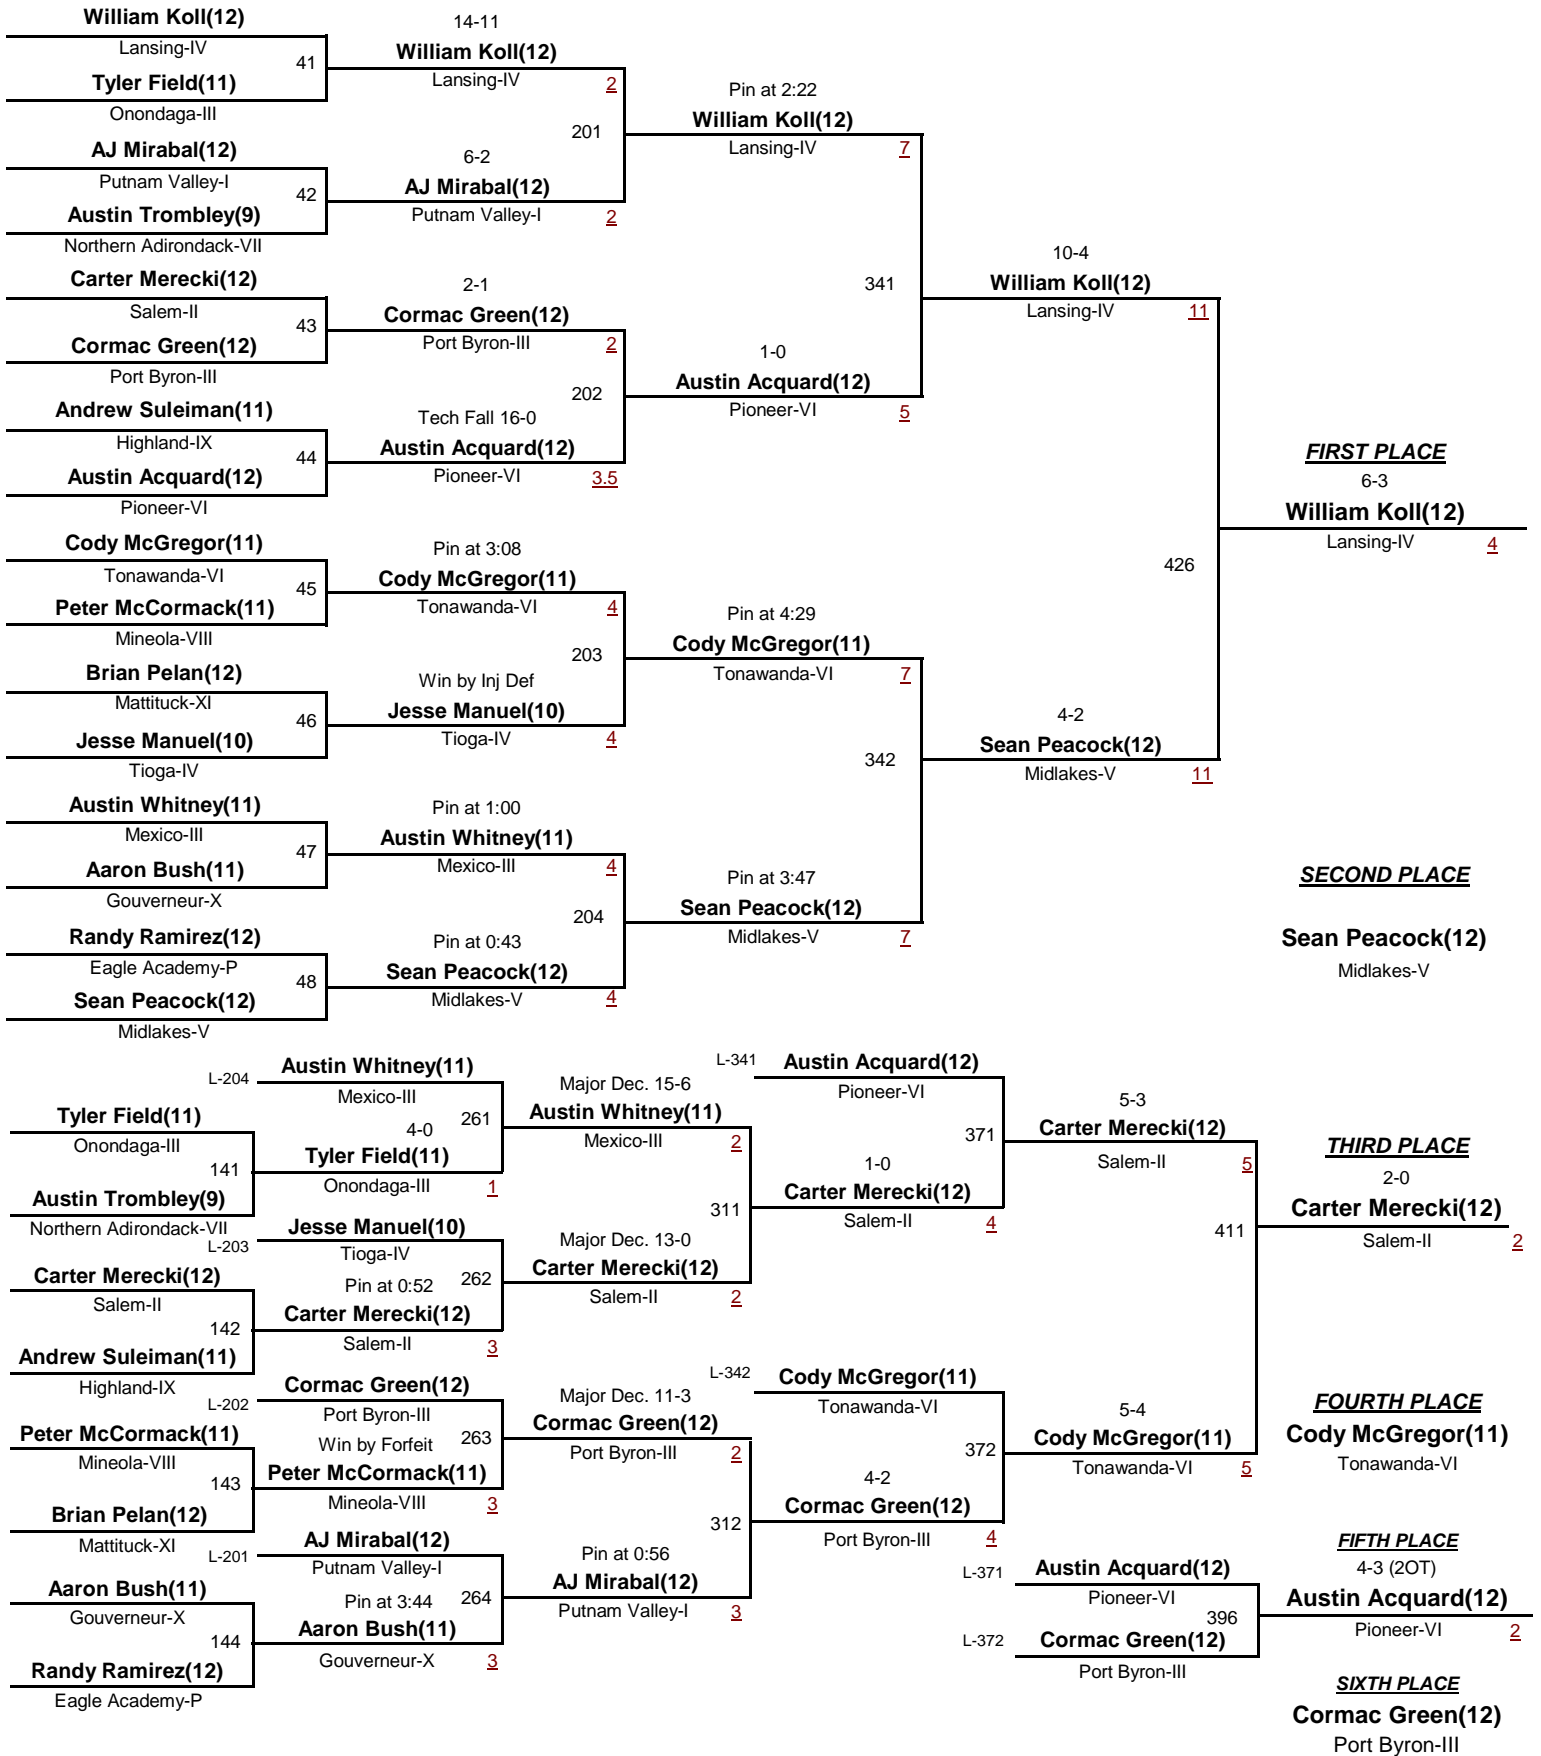 William Koll(12)
Lansing-IV
41
Tyler Field(11)
Onondaga-III
AJ Mirabal(12)
Putnam Valley-I
42
Austin Trombley(9)
Northern Adirondack-VII
Carter Merecki(12)
Salem-II
43
Cormac Green(12)
Port Byron-III
Andrew Suleiman(11)
Highland-IX
44
Austin Acquard(12)
Pioneer-VI
Cody McGregor(11)
Tonawanda-VI
45
Peter McCormack(11)
Mineola-VIII
Brian Pelan(12)
Mattituck-XI
46
Jesse Manuel(10)
Tioga-IV
Austin Whitney(11)
Mexico-III
47
Aaron Bush(11)
Gouverneur-X
Randy Ramirez(12)
Eagle Academy-P
48
Sean Peacock(12)
Midlakes-V
14-11
William Koll(12)
Lansing-IV
2
201
6-2
AJ Mirabal(12)
Putnam Valley-I
2
2-1
Cormac Green(12)
Port Byron-III
2
202
Tech Fall 16-0
Austin Acquard(12)
Pioneer-VI
3.5
Pin at 3:08
Cody McGregor(11)
Tonawanda-VI
4
203
Win by Inj Def
Jesse Manuel(10)
Tioga-IV
4
Pin at 1:00
Austin Whitney(11)
Mexico-III
4
204
Pin at 0:43
Sean Peacock(12)
Midlakes-V
4
Pin at 2:22
William Koll(12)
Lansing-IV
7
341
1-0
Austin Acquard(12)
Pioneer-VI
5
Pin at 4:29
Cody McGregor(11)
Tonawanda-VI
7
342
Pin at 3:47
Sean Peacock(12)
Midlakes-V
7
10-4
William Koll(12)
Lansing-IV
11
426
4-2
Sean Peacock(12)
Midlakes-V
11
FIRST PLACE
6-3
William Koll(12)
Lansing-IV
4
SECOND PLACE
Sean Peacock(12)
Midlakes-V
Tyler Field(11)
Onondaga-III
141
Austin Trombley(9)
Northern Adirondack-VII
Carter Merecki(12)
Salem-II
142
Andrew Suleiman(11)
Highland-IX
Peter McCormack(11)
Mineola-VIII
143
Brian Pelan(12)
Mattituck-XI
Aaron Bush(11)
Gouverneur-X
144
Randy Ramirez(12)
Eagle Academy-P
L-204
Austin Whitney(11)
Mexico-III
261
4-0
Tyler Field(11)
Onondaga-III
1
L-203
Jesse Manuel(10)
Tioga-IV
262
Pin at 0:52
Carter Merecki(12)
Salem-II
3
L-202
Cormac Green(12)
Port Byron-III
263
Win by Forfeit
Peter McCormack(11)
Mineola-VIII
3
L-201
AJ Mirabal(12)
Putnam Valley-I
264
Pin at 3:44
Aaron Bush(11)
Gouverneur-X
3
Major Dec. 15-6
Austin Whitney(11)
Mexico-III
2
311
Major Dec. 13-0
Carter Merecki(12)
Salem-II
2
Major Dec. 11-3
Cormac Green(12)
Port Byron-III
2
312
Pin at 0:56
AJ Mirabal(12)
Putnam Valley-I
3
L-341
Austin Acquard(12)
Pioneer-VI
371
1-0
Carter Merecki(12)
Salem-II
4
L-342
Cody McGregor(11)
Tonawanda-VI
372
4-2
Cormac Green(12)
Port Byron-III
4
5-3
Carter Merecki(12)
Salem-II
5
411
5-4
Cody McGregor(11)
Tonawanda-VI
5
L-371
Austin Acquard(12)
Pioneer-VI
396
L-372
Cormac Green(12)
Port Byron-III
THIRD PLACE
2-0
Carter Merecki(12)
Salem-II
2
FOURTH PLACE
Cody McGregor(11)
Tonawanda-VI
FIFTH PLACE
4-3 (2OT)
Austin Acquard(12)
Pioneer-VI
2
SIXTH PLACE
Cormac Green(12)
Port Byron-III